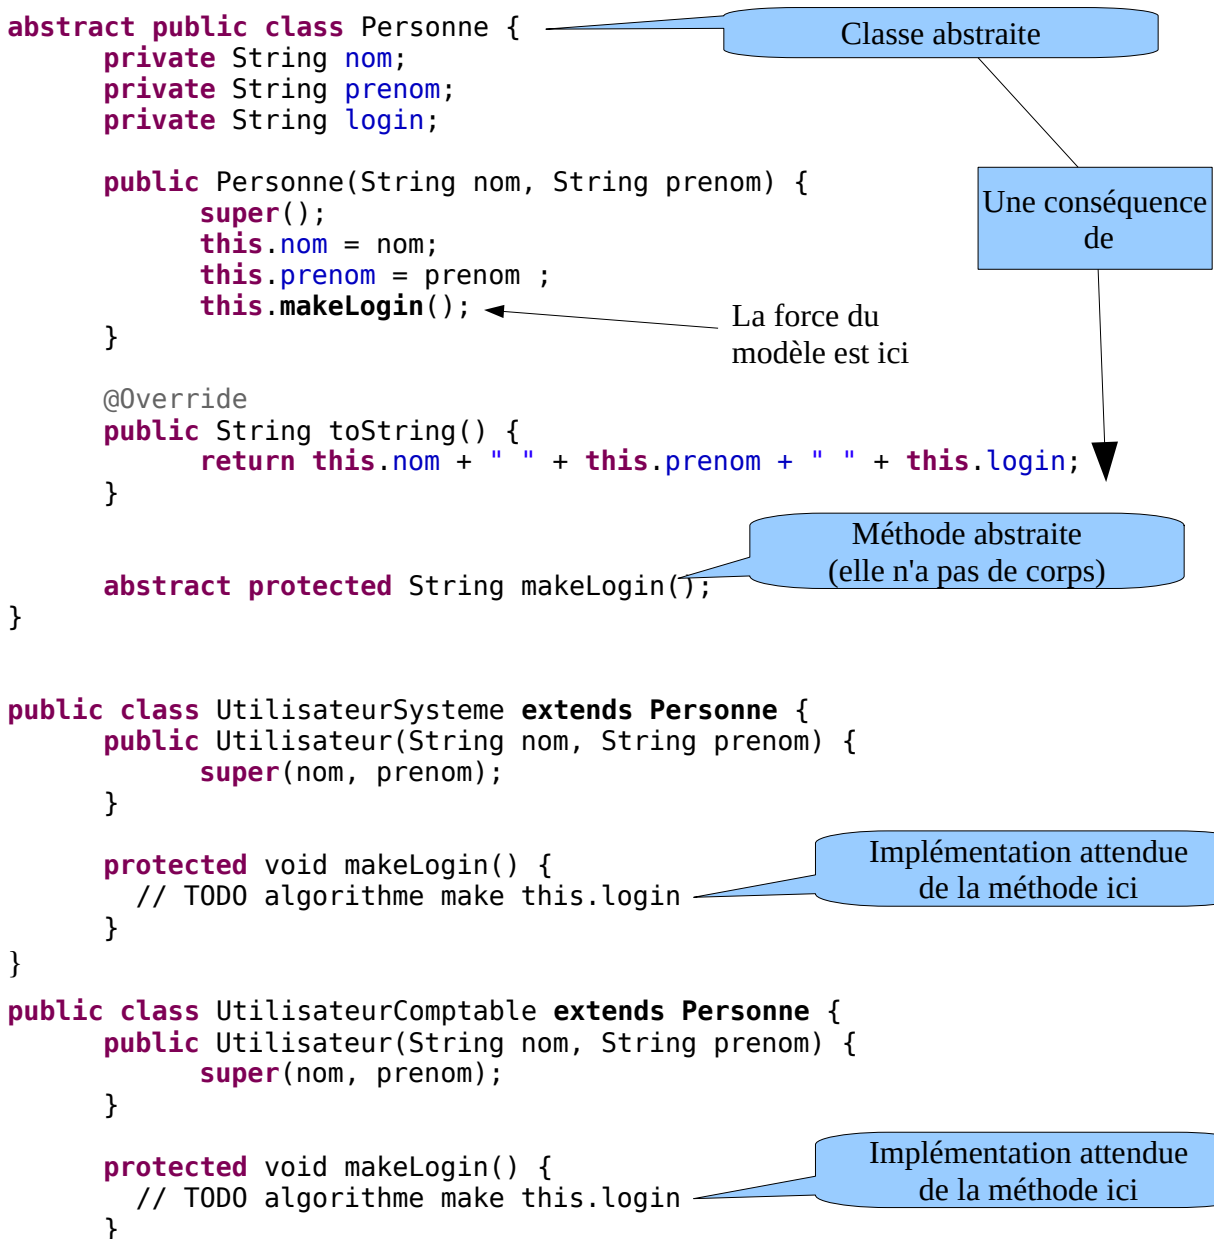 abstract public class Personne {
Classe abstraite
private String nom;
private String prenom;
private String login;
public Personne(String nom, String prenom) {
super();
this.nom = nom;
this.prenom = prenom ;
this.makeLogin();
}
Une conséquence
de
La force du
modèle est ici
@Override
public String toString() {
return this.nom + " " + this.prenom + " " + this.login;
}
Méthode abstraite
(elle n'a pas de corps)
abstract protected String makeLogin();
}
public class UtilisateurSysteme extends Personne {
public Utilisateur(String nom, String prenom) {
super(nom, prenom);
}
protected void makeLogin() {
// TODO algorithme make this.login
}
}
Implémentation attendue
de la méthode ici
public class UtilisateurComptable extends Personne {
public Utilisateur(String nom, String prenom) {
super(nom, prenom);
}
protected void makeLogin() {
// TODO algorithme make this.login
}
Implémentation attendue
de la méthode ici